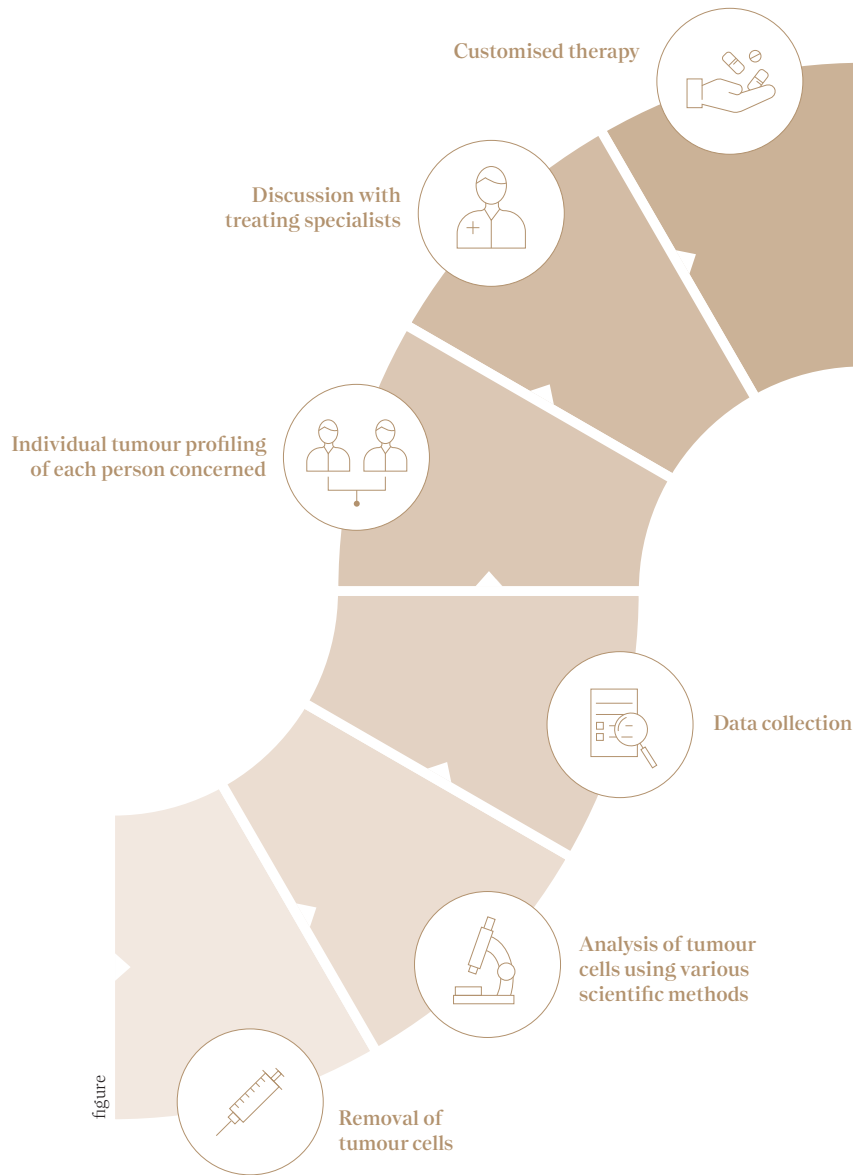 Customised therapy
Discussion with
treating specialists
Individual tumour profiling
of each person concerned
Data collection
Analysis of tumour
cells using various
scientific methods
figure
Removal of
tumour cells